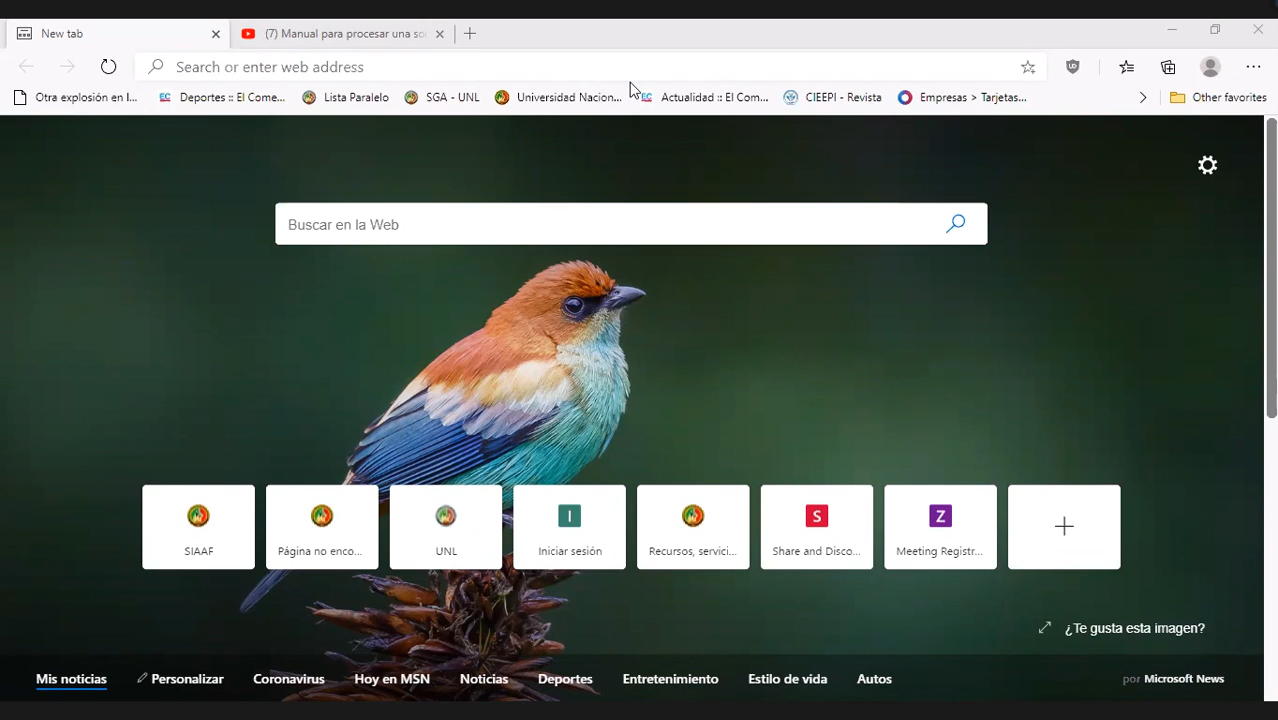 New tab
(7) Manual para procesar una so
Search or enter web address
Otra explosión en l...
EC Deportes :: El Come...
Lista Paralelo
SGA - UNL
Universidad Nacion...
EC Actualidad :: El Com...
CIEEPI - Revista
Empresas > Tarjetas...
Other favorites
Buscar en la Web
SIAAF
Página no enco...
UNL
I
Iniciar sesión
Recursos, servici...
S
Share and Disco...
Z
Meeting Registr...
¿Te gusta esta imagen?
Mis noticias
Personalizar
Coronavirus
Hoy en MSN
Noticias
Deportes
Entretenimiento
Estilo de vida
Autos
por Microsoft News